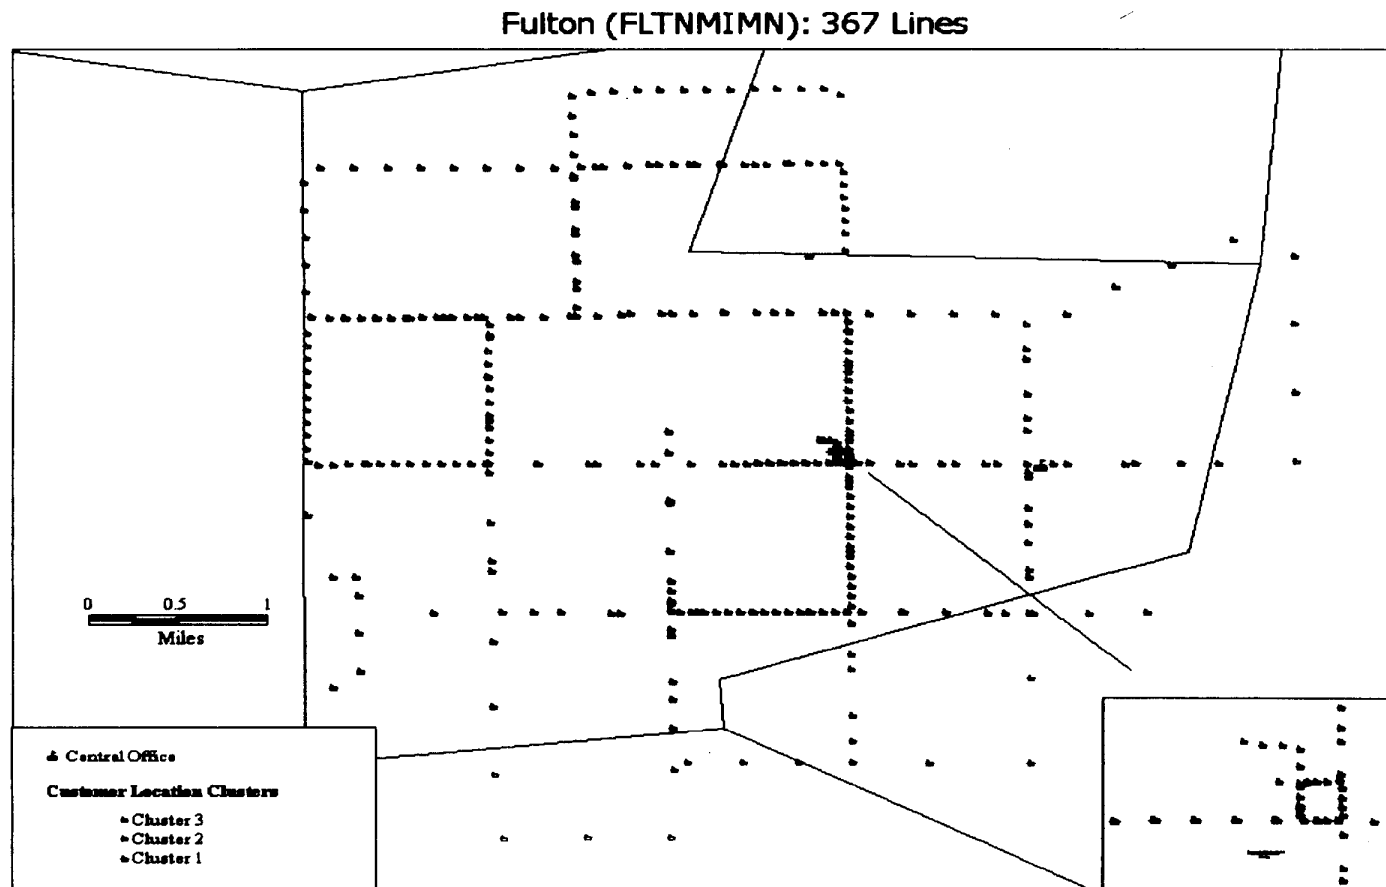 Fulton (FLTNMIMN): 367 Lines
0 0.5 1
Miles
Central Office
Customer Location Clusters
Cluster 3
Cluster 2
Cluster 1